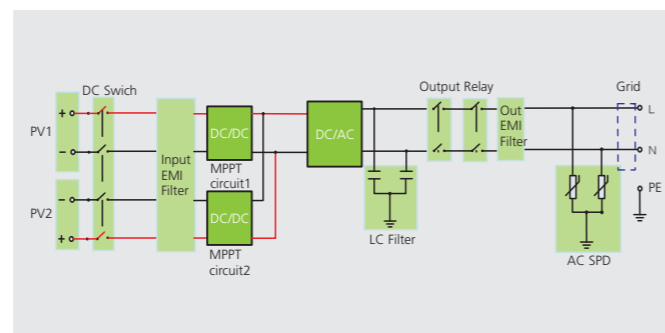 DC Swich
Output Relay
Grid
PV1
+
−
Input
EMI
Filter
DC/DC
MPPT
circuit1
DC/AC
Out
EMI
Filter
L
N
PE
PV2
−
+
DC/DC
MPPT
circuit2
LC Filter
AC SPD